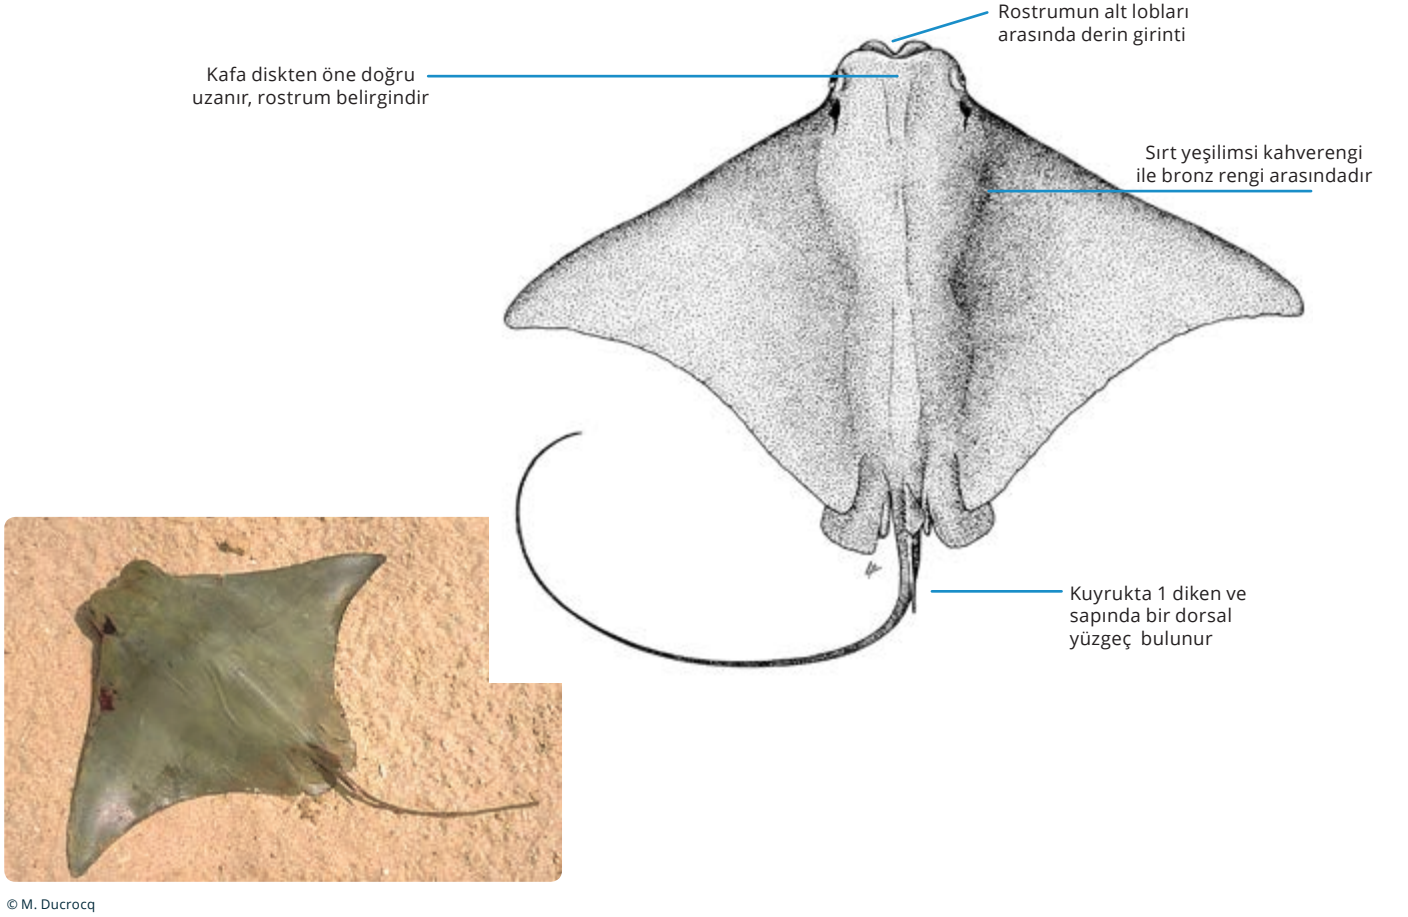 Rostrumun alt lobları
arasında derin girinti
Kafa diskten öne doğru
uzanır, rostrum belirgindir
Sırt yeşilimsi kahverengi
ile bronz rengi arasındadır
Kuyrukta 1 diken ve
sapında bir dorsal
yüzgeç bulunur
© M. Ducrocq